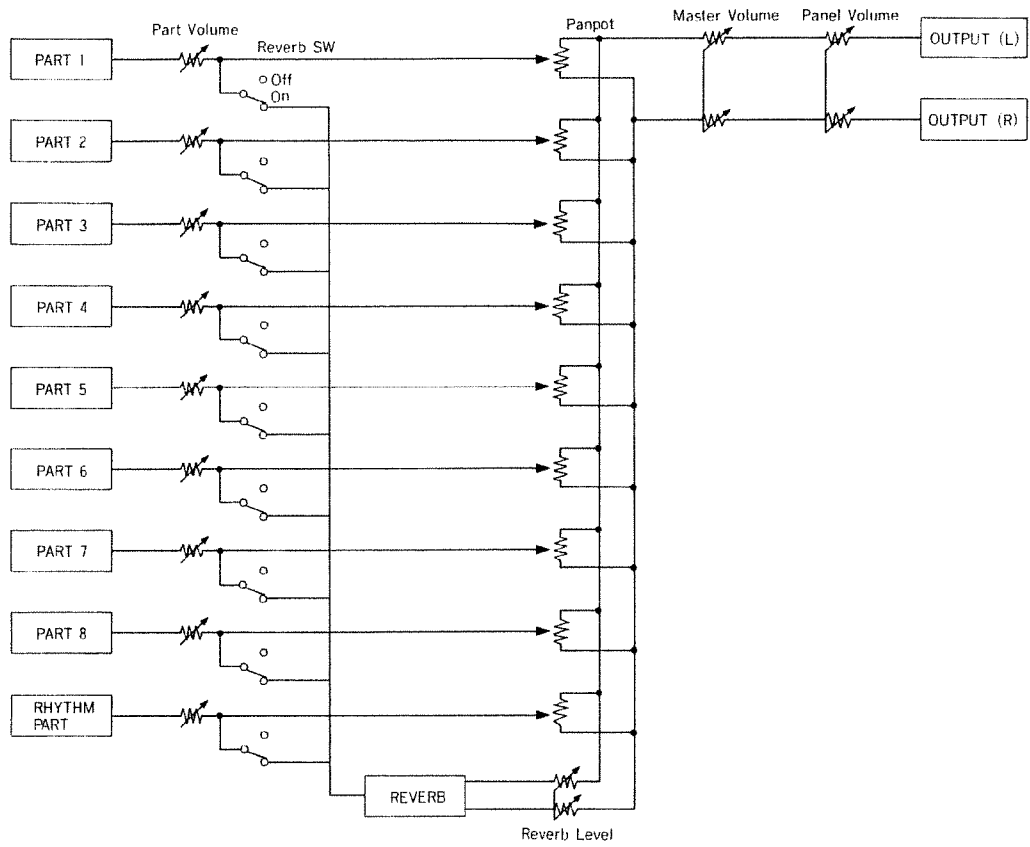 Part Volume
Reverb SW
Panpot
Master Volume
Panel Volume
PART 1
OUTPUT (L)
Off
On
PART 2
OUTPUT (R)
PART 3
PART 4
PART 5
PART 6
PART 7
PART 8
RHYTHM
PART
REVERB
Reverb Level